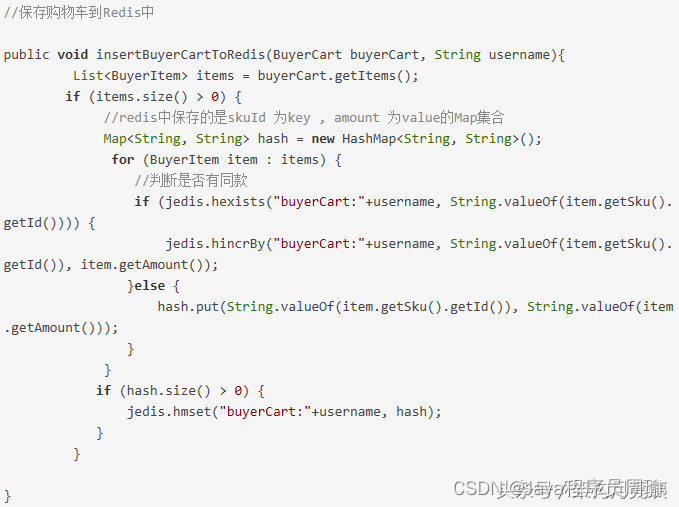 //保存购物车到Redis中
public void insertBuyerCartToRedis(BuyerCart buyerCart, String username){
List<BuyerItem> items = buyerCart.getItems();
if (items.size() > 0) {
//redis中保存的是skuId 为key , amount 为value的Map集合
Map<String, String> hash = new HashMap<String, String>();
for (BuyerItem item : items) {
//判断是否有同款
if (jedis.hexists("buyerCart:"+username, String.valueOf(item.getSku().
getId()))) {
jedis.hincrBy("buyerCart:"+username, String.valueOf(item.getSku().
getId()), item.getAmount());
}else {
hash.put(String.valueOf(item.getSku().getId()), String.valueOf(item
.getAmount()));
}
}
if (hash.size() > 0) {
jedis.hmset("buyerCart:"+username, hash);
}
}
}
CSDN @Java程序员周瑜